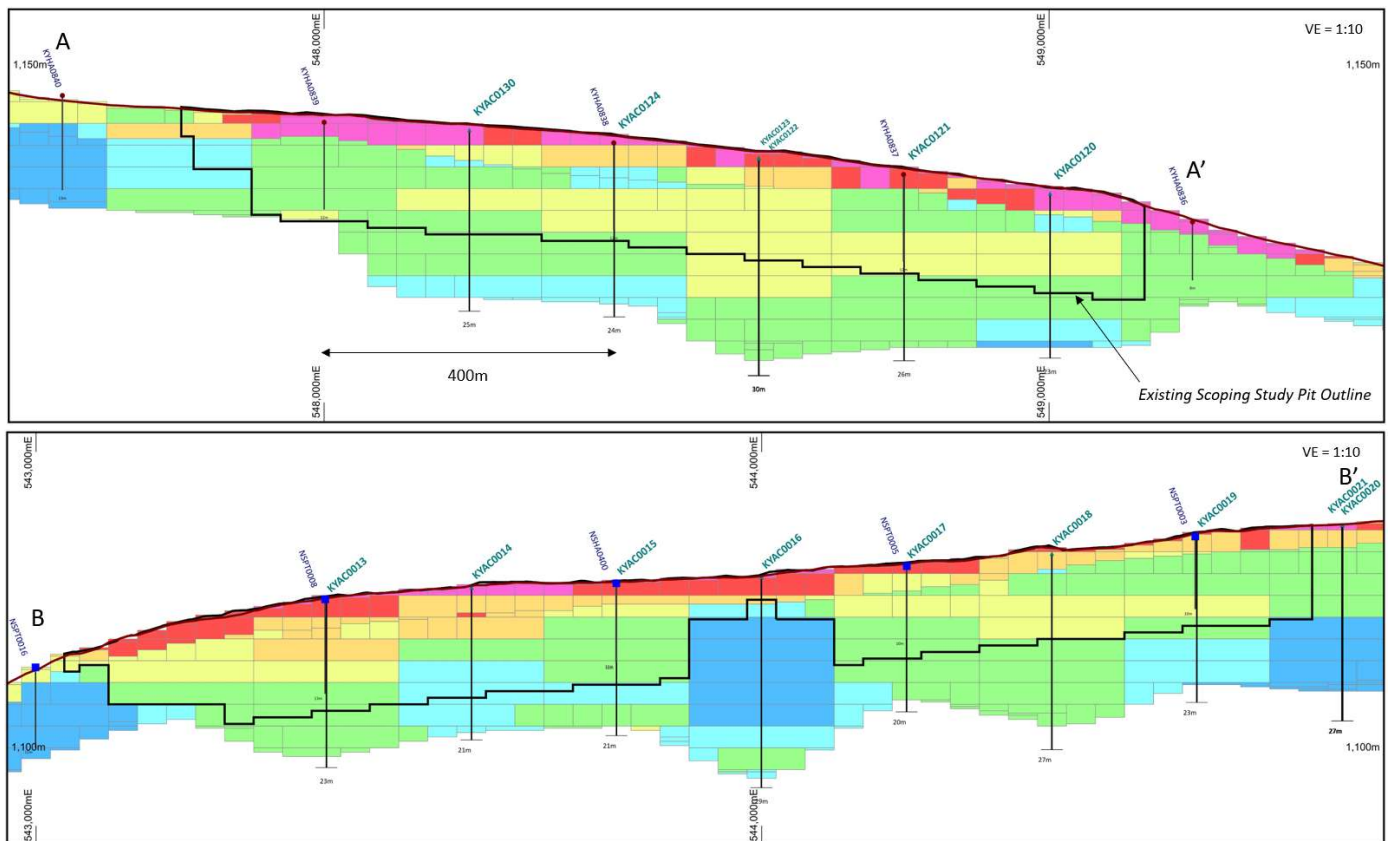 548,000mE
549,000mE
VE = 1:10
A
1,150m
1,150m
KYHA0840
KYHA0839
KYAC0130
KYHA0838
KYAC0124
KYAC0123
KYAC0122
KYHA0837
KYAC0121
KYAC0120
A’
KYHA0836
25m
24m
30m
26m
23m
400m
548,000mE
549,000mE
Existing Scoping Study Pit Outline
543,000mE
544,000mE
VE = 1:10
B’
B
NSPT0016
NSPT0008
KYAC0013
KYAC0014
NSHA0400
KYAC0015
KYAC0016
NSPT0005
KYAC0017
KYAC0018
NSPT0003
KYAC0019
KYAC0021
KYAC0020
1,100m
1,100m
23m
21m
21m
29m
20m
27m
23m
27m
543,000mE
544,000mE